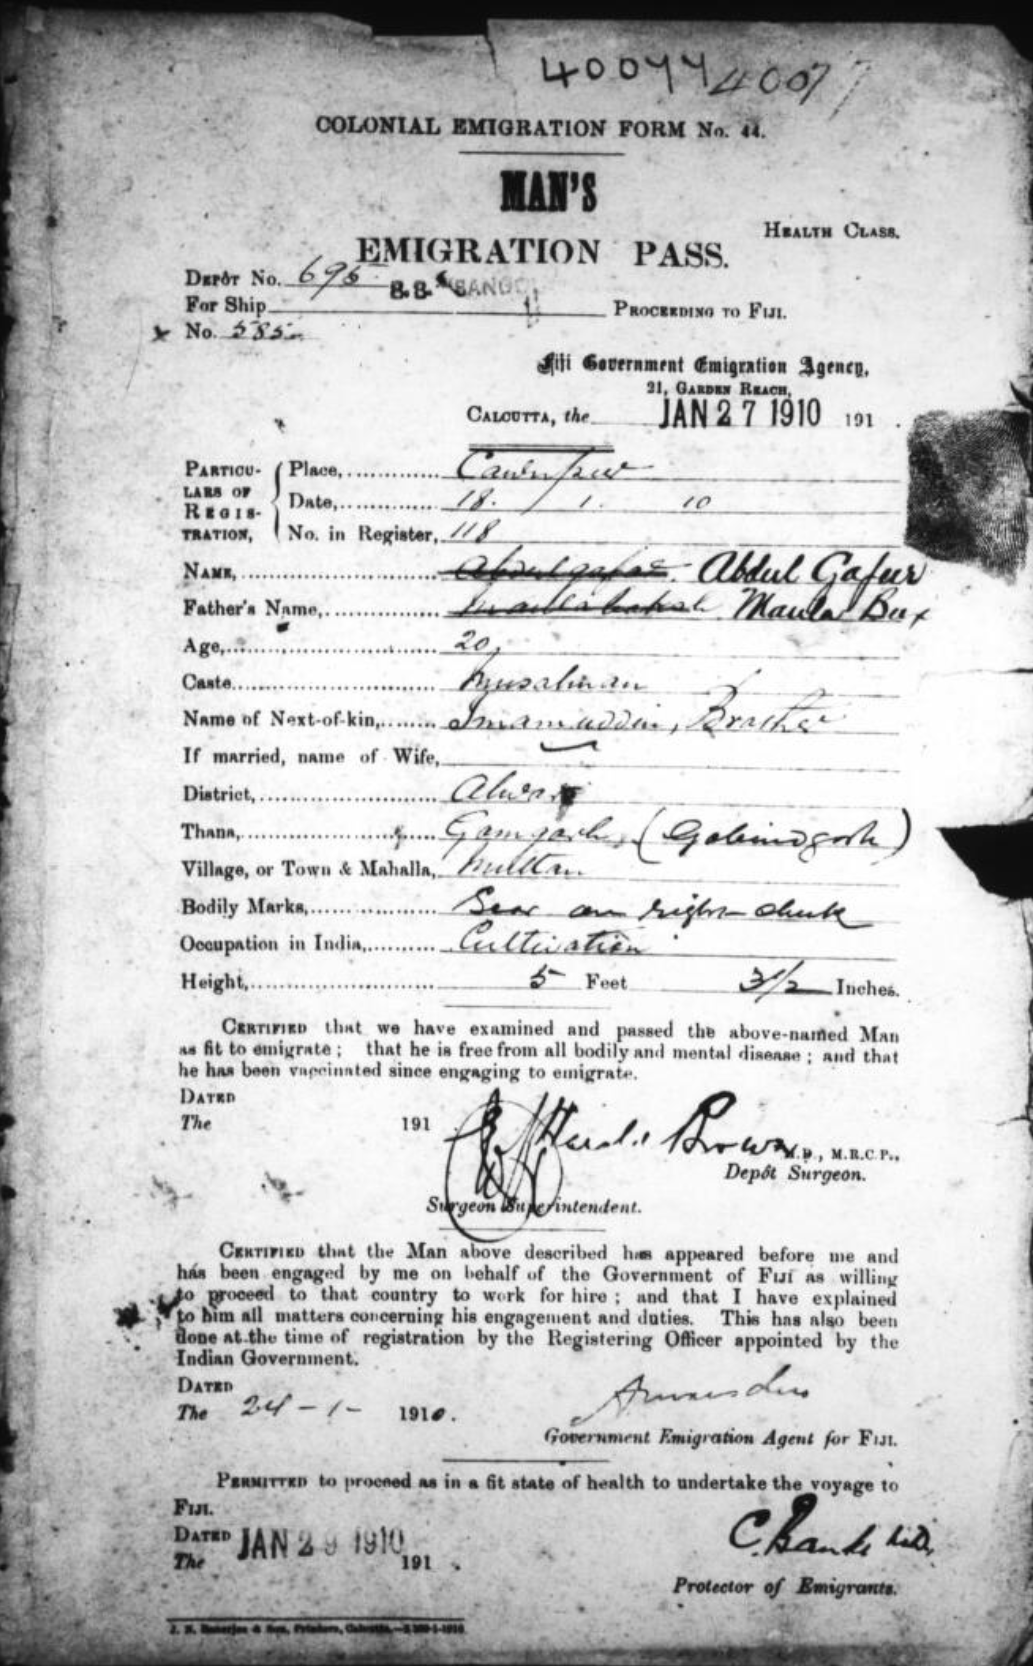 40077 4007
COLONIAL EMIGRATION FORM No. 44.
MAN'S
HEALTH CLASS.
EMIGRATION PASS.
DEPÔT No. 695
For Ship S.S. SANGOLA PROCEEDING TO FIJI.
No. 585
Fiji Government Emigration Agency,
21, GARDEN REACH,
CALCUTTA, the JAN 27 1910 191 .
PARTICULARS OF REGISTRATION,
Place, Cawnpur
Date, 18. 1. 10
No. in Register, 118
NAME, Abdul gafar. Abdul Gafur
Father's Name, Maulabaksh Maula Bux
Age, 20,
Caste Musalman
Name of Next-of-kin, Imamuddin, Brother
If married, name of Wife,
District, Alwar
Thana, (Gobindgarh)
Village, or Town & Mahalla, Multan
Bodily Marks, Scar on right cheek
Occupation in India, Cultivation
Height, 5 Feet 3½ Inches.
CERTIFIED that we have examined and passed the above-named Man
as fit to emigrate ; that he is free from all bodily and mental disease ; and that
he has been vaccinated since engaging to emigrate.
DATED
The 191
Brown M.D., M.R.C.P.,
Depôt Surgeon.
Surgeon Superintendent.
CERTIFIED that the Man above described has appeared before me and
has been engaged by me on behalf of the Government of FIJI as willing
to proceed to that country to work for hire ; and that I have explained
to him all matters concerning his engagement and duties. This has also been
done at the time of registration by the Registering Officer appointed by the
Indian Government.
DATED
The 24 - 1 - 1910.
Government Emigration Agent for FIJI.
PERMITTED to proceed as in a fit state of health to undertake the voyage to
FIJI.
DATED JAN 29 1910
The 191 .
C. Banks M.D.
Protector of Emigrants.
J. N. Banerjee & Son, Printers, Calcutta.